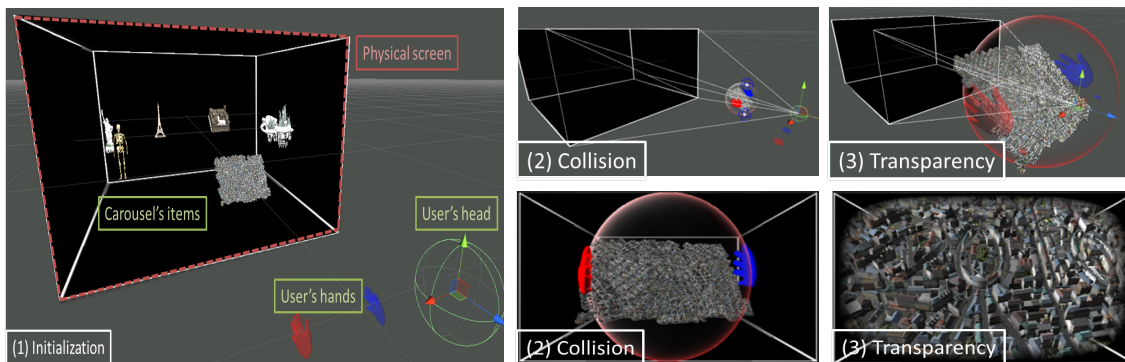 Physical screen
Carousel's items
User's head
User's hands
(1) Initialization
(2) Collision
(3) Transparency
(2) Collision
(3) Transparency